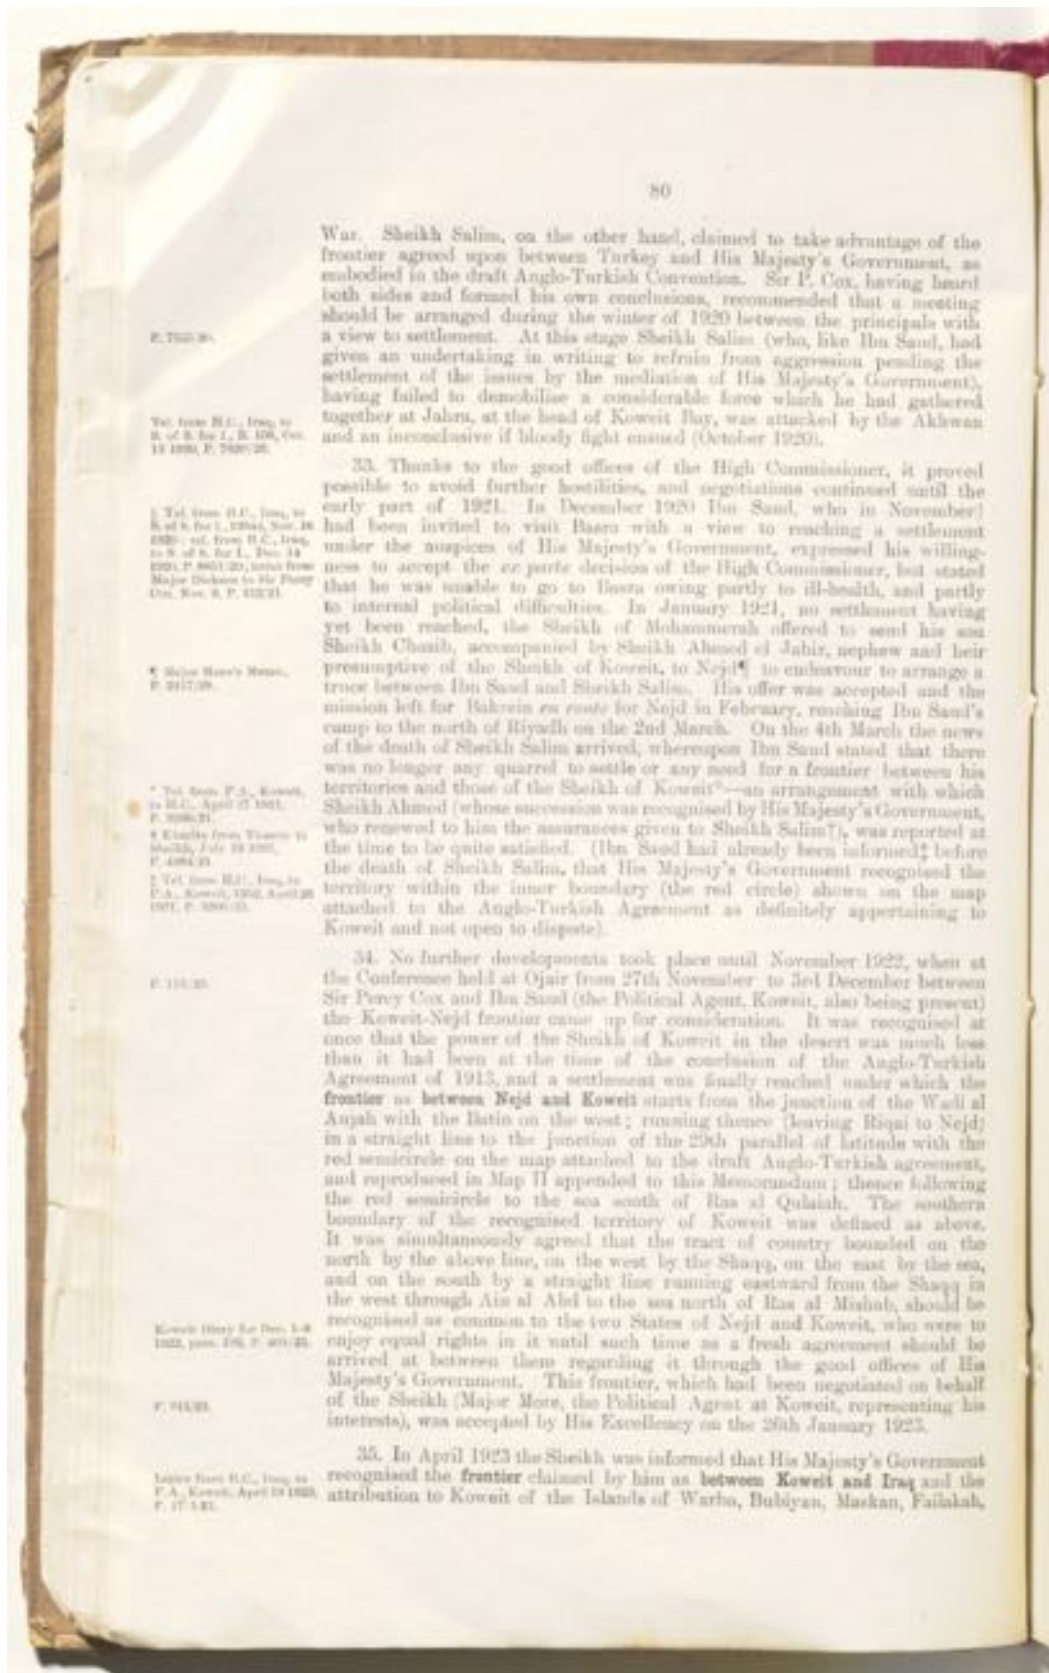 80
War. Sheikh Salim, on the other hand, claimed to take advantage of the
frontier agreed upon between Turkey and His Majesty's Government, as
embodied in the draft Anglo-Turkish Convention. Sir P. Cox, having heard
both sides and formed his own conclusions, recommended that a meeting
should be arranged during the winter of 1920 between the principals with
a view to settlement. At this stage Sheikh Salim (who, like Ibn Saud, had
given an undertaking in writing to refrain from aggression pending the
settlement of the issues by the mediation of His Majesty's Government),
having failed to demobilise a considerable force which he had gathered
together at Jahra, at the head of Koweit Bay, was attacked by the Akhwan
and an inconclusive if bloody fight ensued (October 1920).
Tel. from H.C., Iraq, to
S. of S. for I.,
33. Thanks to the good offices of the High Commissioner, it proved
possible to avoid further hostilities, and negotiations continued until the
early part of 1921. In December 1920 Ibn Saud, who in November
had been invited to visit Basra with a view to reaching a settlement
under the auspices of His Majesty's Government, expressed his willing-
ness to accept the ex parte decision of the High Commissioner, but stated
that he was unable to go to Basra owing partly to ill-health, and partly
to internal political difficulties. In January 1921, no settlement having
yet been reached, the Sheikh of Mohammerah offered to send his son
Sheikh Chasib, accompanied by Sheikh Ahmed el Jabir, nephew and heir
presumptive of the Sheikh of Koweit, to Nejd¶ to endeavour to arrange a
truce between Ibn Saud and Sheikh Salim. His offer was accepted and the
mission left for Bahrein en route for Nejd in February, reaching Ibn Saud's
camp to the north of Riyadh on the 2nd March. On the 4th March the news
of the death of Sheikh Salim arrived, whereupon Ibn Saud stated that there
was no longer any quarrel to settle or any need for a frontier between his
territories and those of the Sheikh of Koweit*—an arrangement with which
Sheikh Ahmed (whose succession was recognised by His Majesty's Government,
who renewed to him the assurances given to Sheikh Salim†), was reported at
the time to be quite satisfied. (Ibn Saud had already been informed‡ before
the death of Sheikh Salim, that His Majesty's Government recognised the
territory within the inner boundary (the red circle) shown on the map
attached to the Anglo-Turkish Agreement as definitely appertaining to
Koweit and not open to dispute).
¶ Major More's Memo.,
* Tel. from P.A., Koweit,
to H.C., April
34. No further developments took place until November 1922, when at
the Conference held at Ojair from 27th November to 3rd December between
Sir Percy Cox and Ibn Saud (the Political Agent, Koweit, also being present)
the Koweit-Nejd frontier came up for consideration. It was recognised at
once that the power of the Sheikh of Koweit in the desert was much less
than it had been at the time of the conclusion of the Anglo-Turkish
Agreement of 1913, and a settlement was finally reached under which the
frontier as between Nejd and Koweit starts from the junction of the Wadi al
Aujah with the Batin on the west; running thence (leaving Riqai to Nejd)
in a straight line to the junction of the 29th parallel of latitude with the
red semicircle on the map attached to the draft Anglo-Turkish agreement,
and reproduced in Map II appended to this Memorandum; thence following
the red semicircle to the sea south of Ras al Qulaiah. The southern
boundary of the recognised territory of Koweit was defined as above.
It was simultaneously agreed that the tract of country bounded on the
north by the above line, on the west by the Shaqq, on the east by the sea,
and on the south by a straight line running eastward from the Shaqq in
the west through Ain al Abd to the sea north of Ras al Mishab, should be
recognised as common to the two States of Nejd and Koweit, who were to
enjoy equal rights in it until such time as a fresh agreement should be
arrived at between them regarding it through the good offices of His
Majesty's Government. This frontier, which had been negotiated on behalf
of the Sheikh (Major More, the Political Agent at Koweit, representing his
interests), was accepted by His Excellency on the 26th January 1923.
Koweit Diary for Dec.
35. In April 1923 the Sheikh was informed that His Majesty's Government
recognised the frontier claimed by him as between Koweit and Iraq and the
attribution to Koweit of the Islands of Warba, Bubiyan, Maskan, Failakah,
Letter from H.C., Iraq, to
P.A., Koweit, April 19 1923,